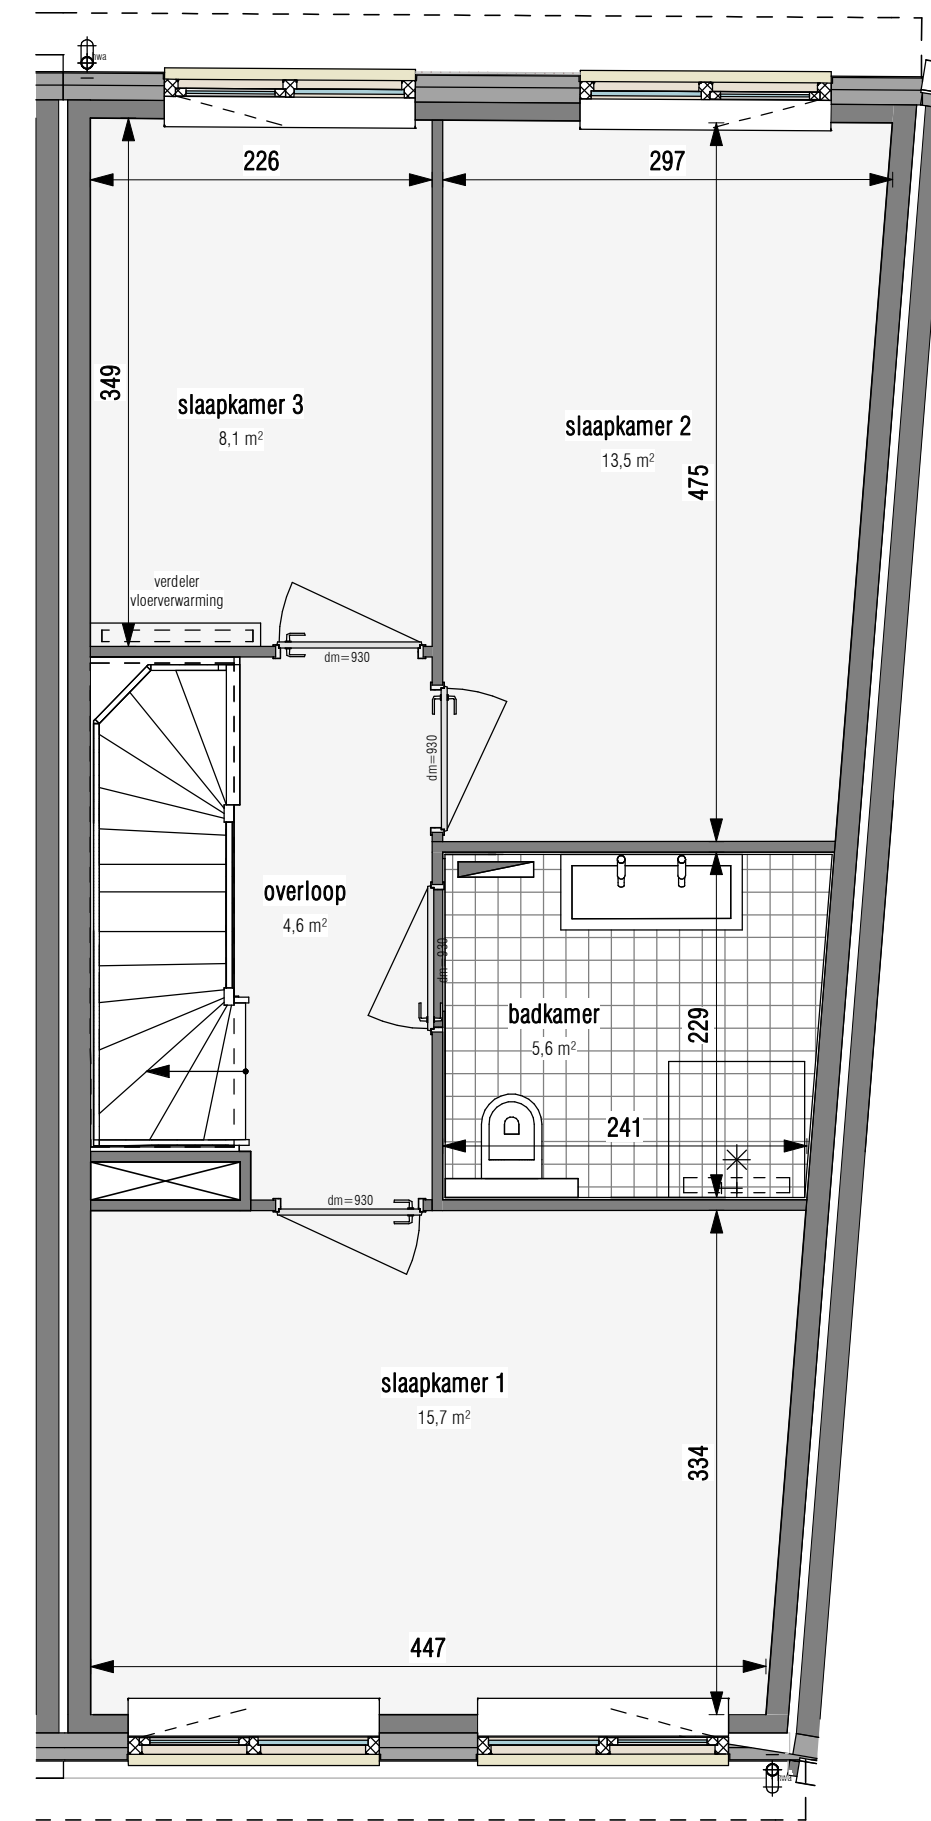 hwa
226
297
349
slaapkamer 3
8,1 m²
slaapkamer 2
13,5 m²
475
verdeler
vloerverwarming
dm=930
dm=930
overloop
4,6 m²
dm=930
badkamer
5,6 m²
229
241
dm=930
slaapkamer 1
15,7 m²
334
447
hwa